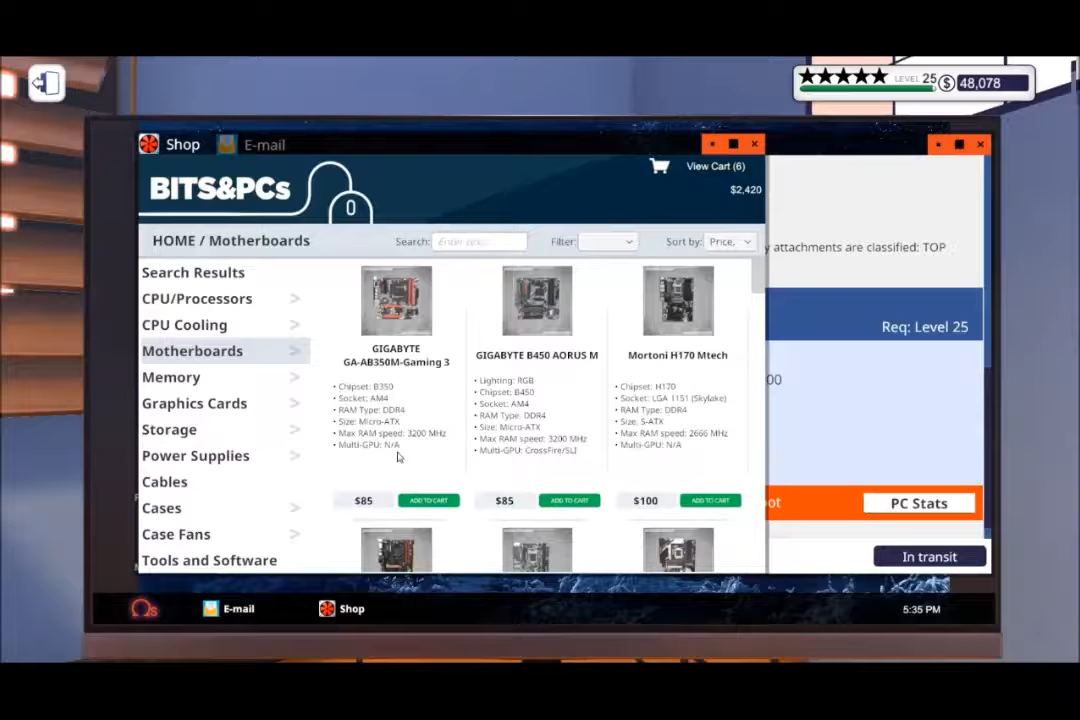 LEVEL 25 $ 48,078
Shop
E-mail
BITS&PCs
View Cart (6)
$2,420
HOME / Motherboards
Search:
Filter:
Sort by: Price,
y attachments are classified: TOP
Search Results
CPU/Processors >
CPU Cooling >
Motherboards >
Memory >
Graphics Cards >
Storage >
Power Supplies >
Cables
Cases >
Case Fans >
Tools and Software
GIGABYTE
GA-AB350M-Gaming 3
• Chipset: B350
• Socket: AM4
• RAM Type: DDR4
• Size: Micro-ATX
• Max RAM speed: 3200 MHz
• Multi-GPU: N/A
$85 ADD TO CART
GIGABYTE B450 AORUS M
• Lighting: RGB
• Chipset: B450
• Socket: AM4
• RAM Type: DDR4
• Size: Micro-ATX
• Max RAM speed: 3200 MHz
• Multi-GPU: CrossFire/SLI
$85 ADD TO CART
Mortoni H170 Mtech
• Chipset: H170
• Socket: LGA 1151 (Skylake)
• RAM Type: DDR4
• Size: S-ATX
• Max RAM speed: 2666 MHz
• Multi-GPU: N/A
$100 ADD TO CART
Req: Level 25
00
ot
PC Stats
In transit
E-mail
Shop
5:35 PM